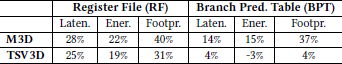 Register File (RF) Branch Pred. Table (BPT)
Laten. Ener. Footpr. Laten. Ener. Footpr.
M3D 28% 22% 40% 14% 15% 37%
TSV3D 25% 19% 31% 4% -3% 4%